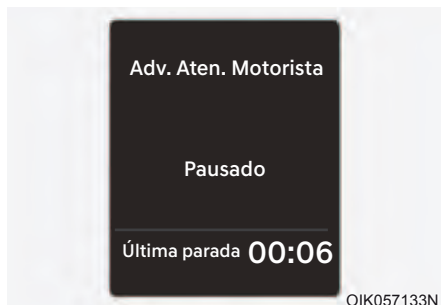 Adv. Aten. Motorista
Pausado
Última parada 00:06
OIK057133N